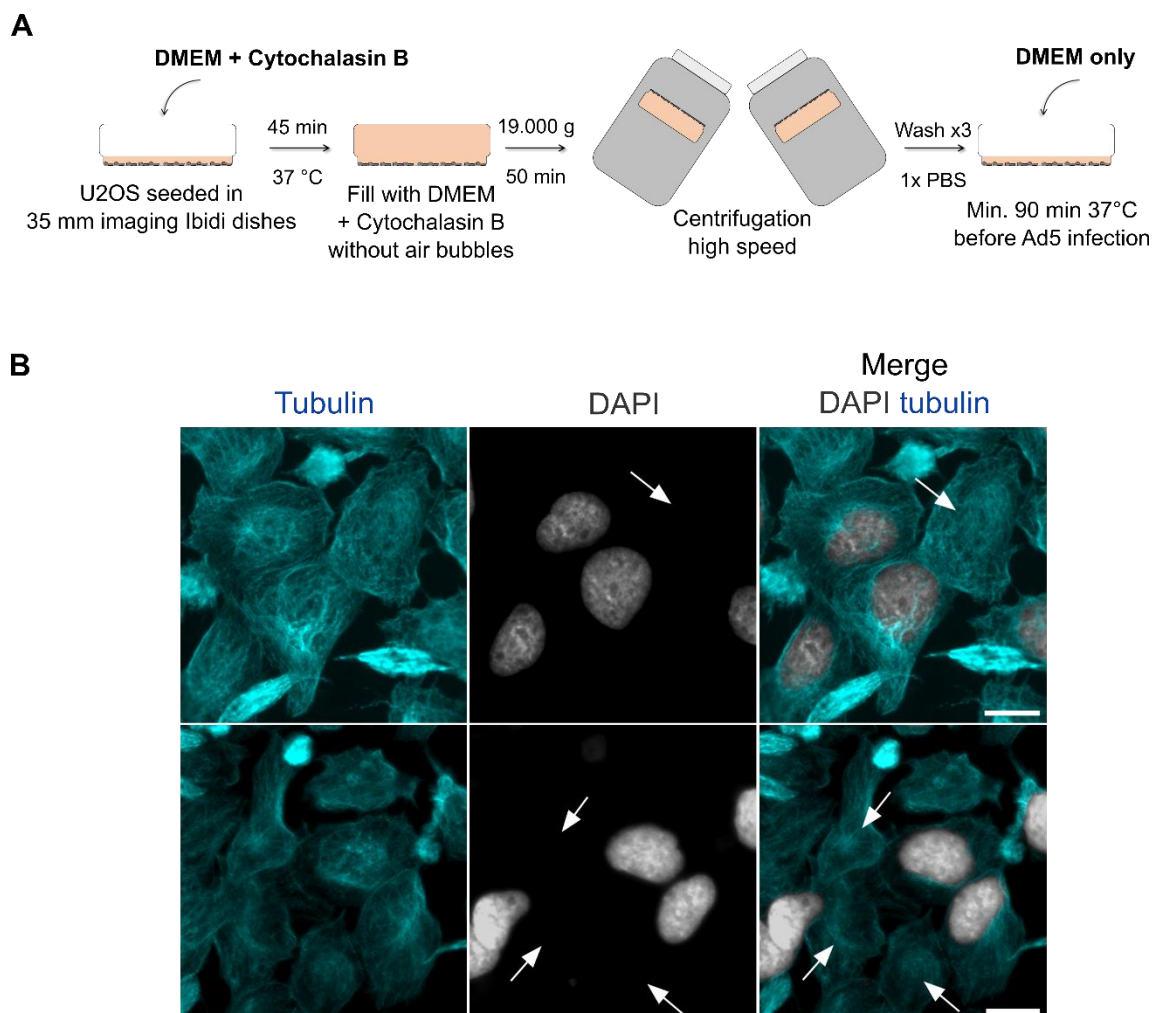 A
DMEM + Cytochalasin B
DMEM only
45 min
37 °C
19.000 g
50 min
Wash x3
1x PBS
U2OS seeded in
35 mm imaging Ibidi dishes
Fill with DMEM
+ Cytochalasin B
without air bubbles
Centrifugation
high speed
Min. 90 min 37°C
before Ad5 infection
B
Tubulin
DAPI
Merge
DAPI tubulin